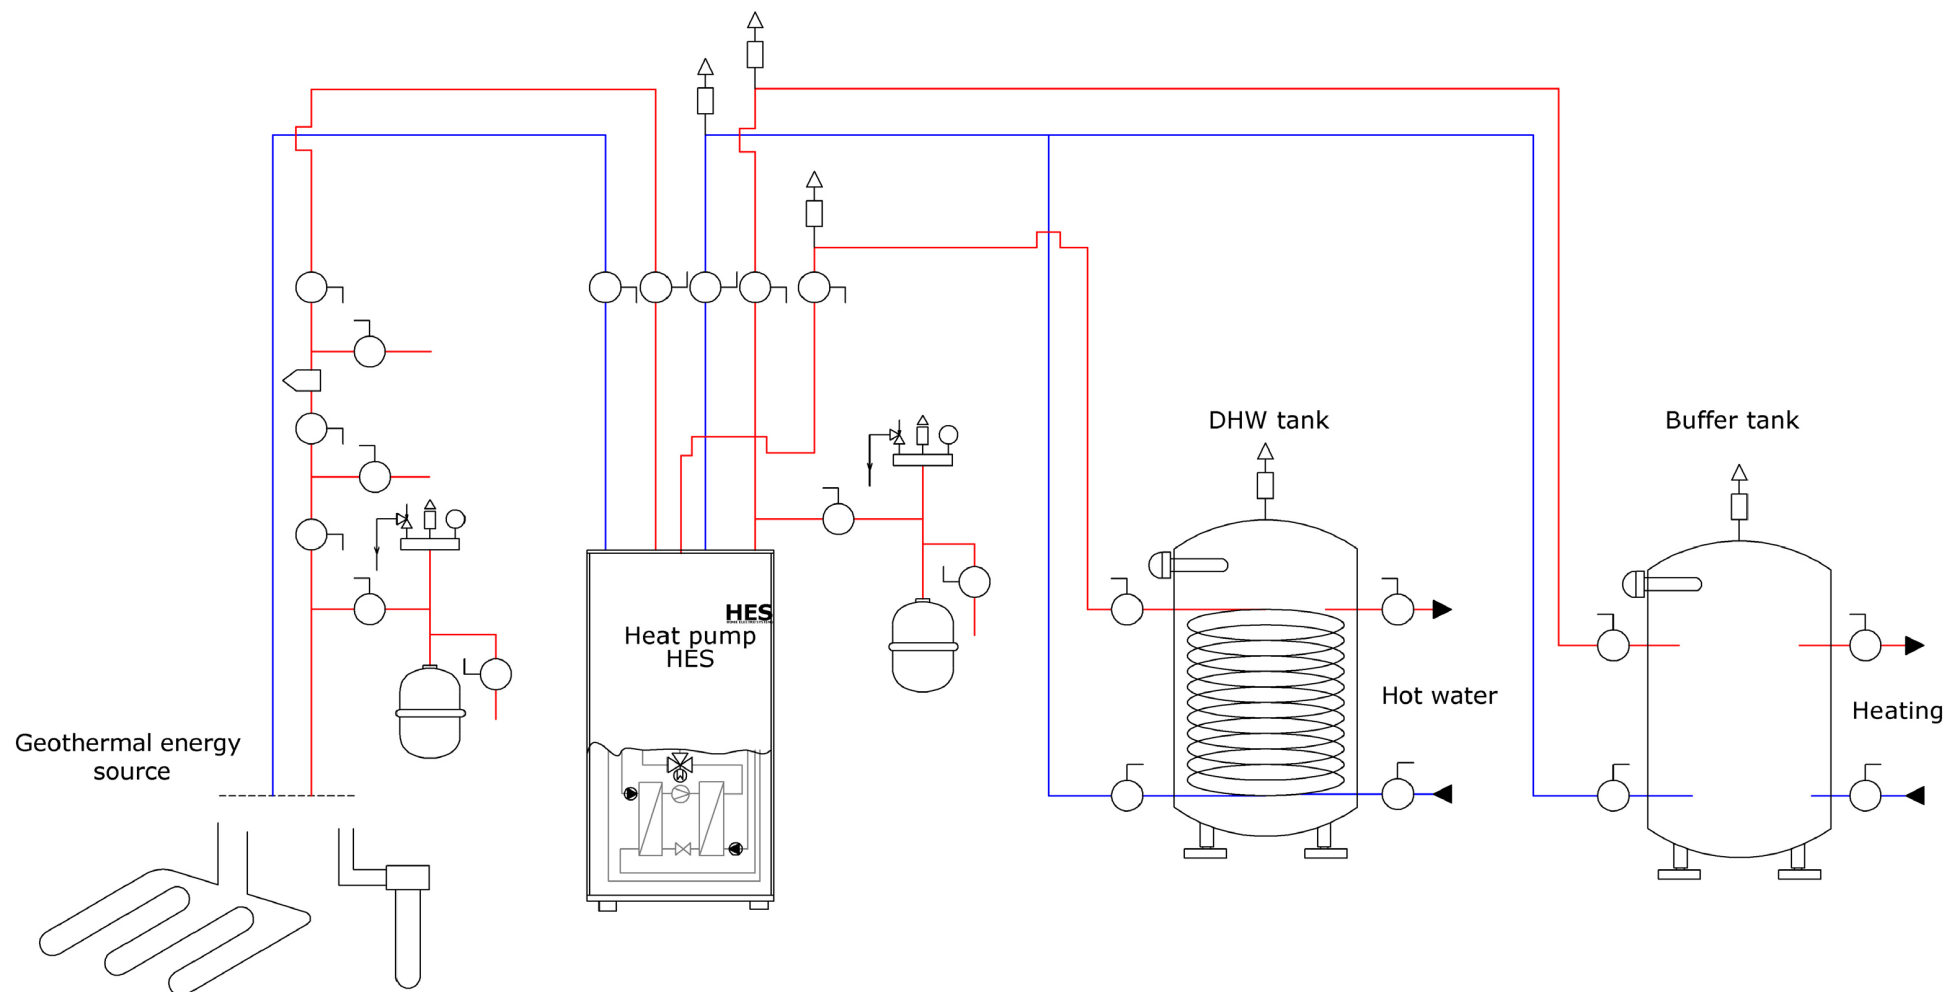 DHW tank
Buffer tank
HES
Heat pump
HES
Hot water
Heating
Geothermal energy
source